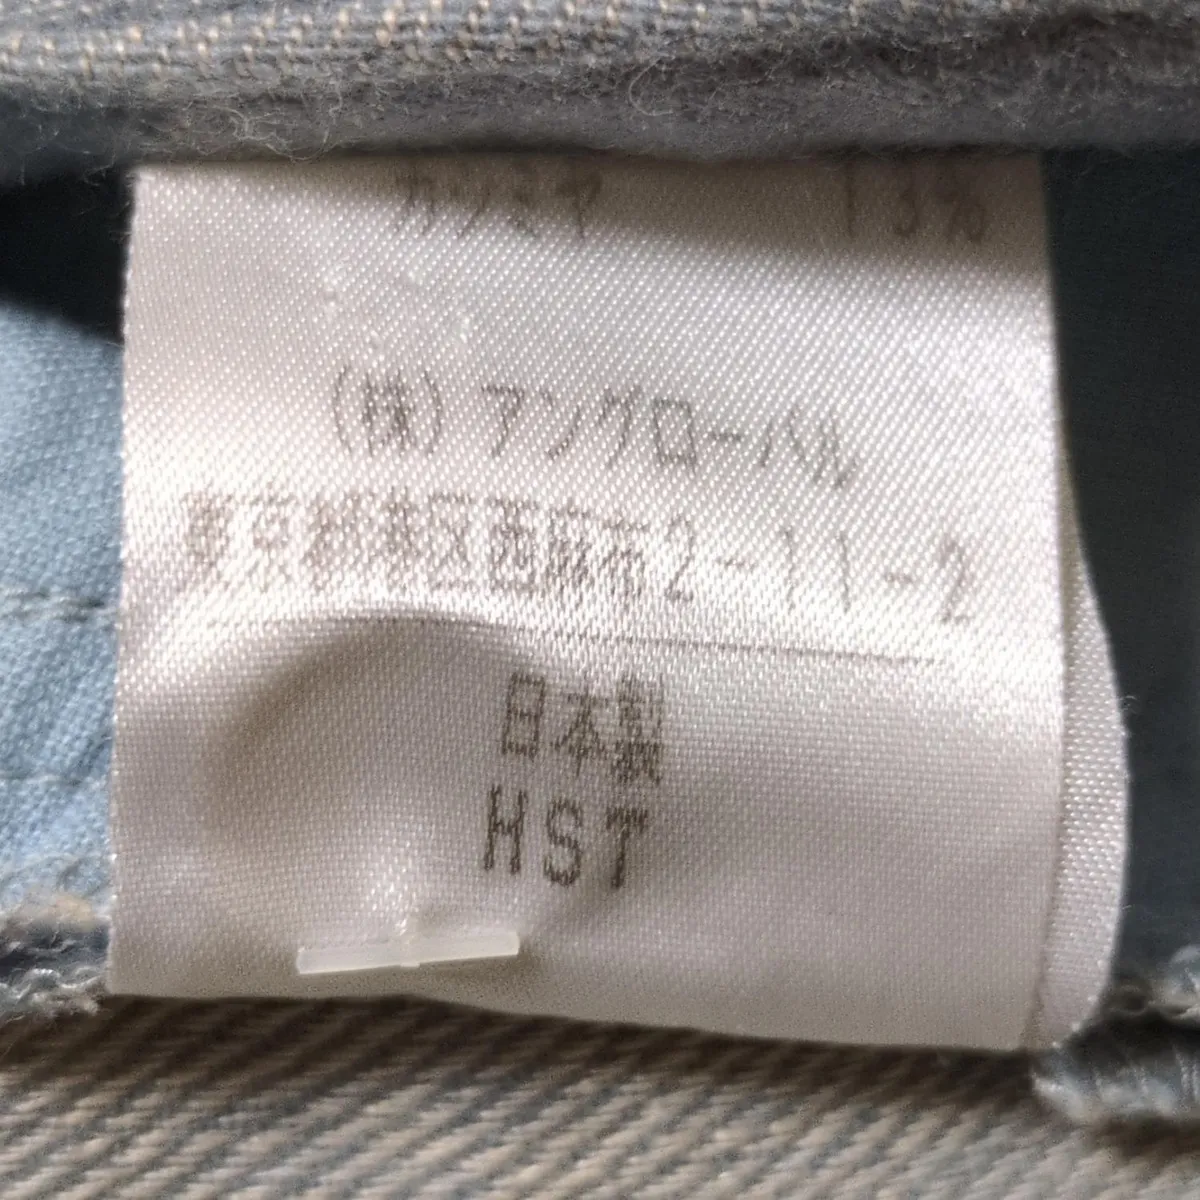 カシミヤ 13%
(株)アングローバル
東京都港区西麻布2-11-2
日本製
HST